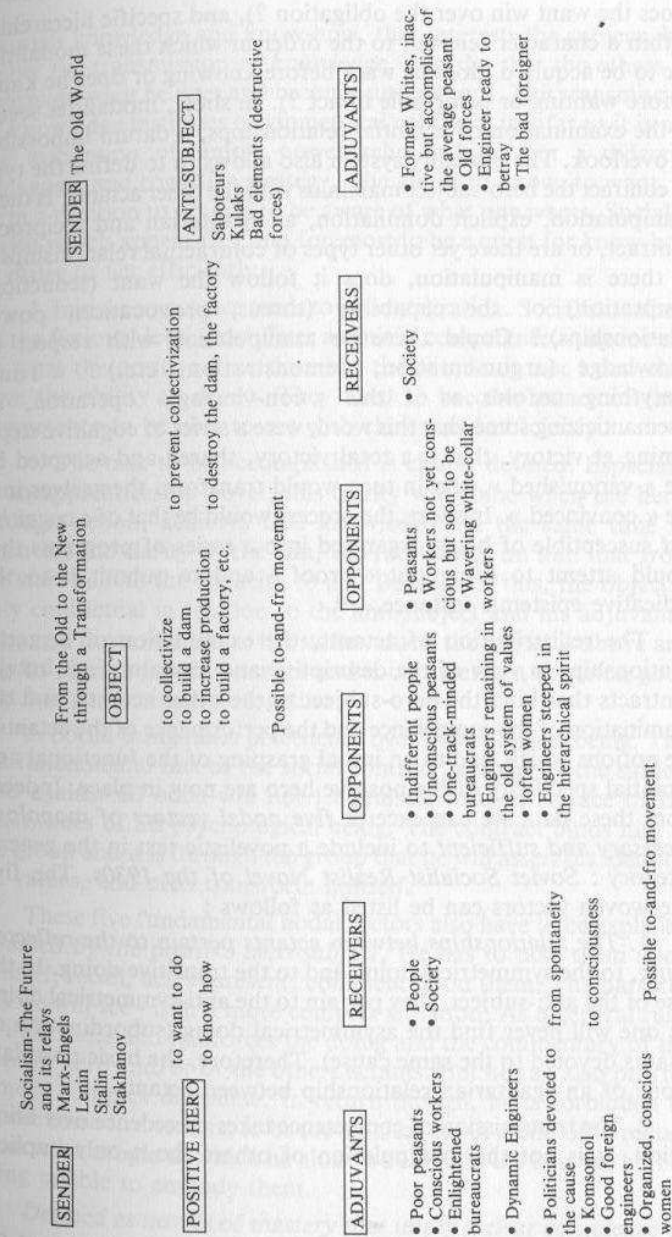 SENDER
Socialism-The Future
and its relays
Marx-Engels
Lenin
Stalin
Stakhanov
From the Old to the New
through a Transformation
SENDER The Old World
POSITIVE HERO
to want to do
to know how
OBJECT
to collectivize
to build a dam
to increase production
to build a factory, etc.
to prevent collectivization
to destroy the dam, the factory
ANTI-SUBJECT
Saboteurs
Kulaks
Bad elements (destructive
forces)
Possible to-and-fro movement
ADJUVANTS
• Poor peasants
• Conscious workers
• Enlightened
bureaucrats
• Dynamic Engineers
• Politicians devoted to
the cause
• Komsomol
• Good foreign
engineers
• Organized, conscious
women
RECEIVERS
• People
• Society
from spontaneity
to consciousness
OPPONENTS
• Indifferent people
• Unconscious peasants
• One-track-minded
bureaucrats
• Engineers remaining in
the old system of values
• loften women
• Engineers steeped in
the hierarchical spirit
Possible to-and-fro movement
OPPONENTS
• Peasants
• Workers not yet cons-
cious but soon to be
• Wavering white-collar
workers
RECEIVERS
• Society
ADJUVANTS
• Former Whites, inac-
tive but accomplices of
the average peasant
• Old forces
• Engineer ready to
betray
• The bad foreigner